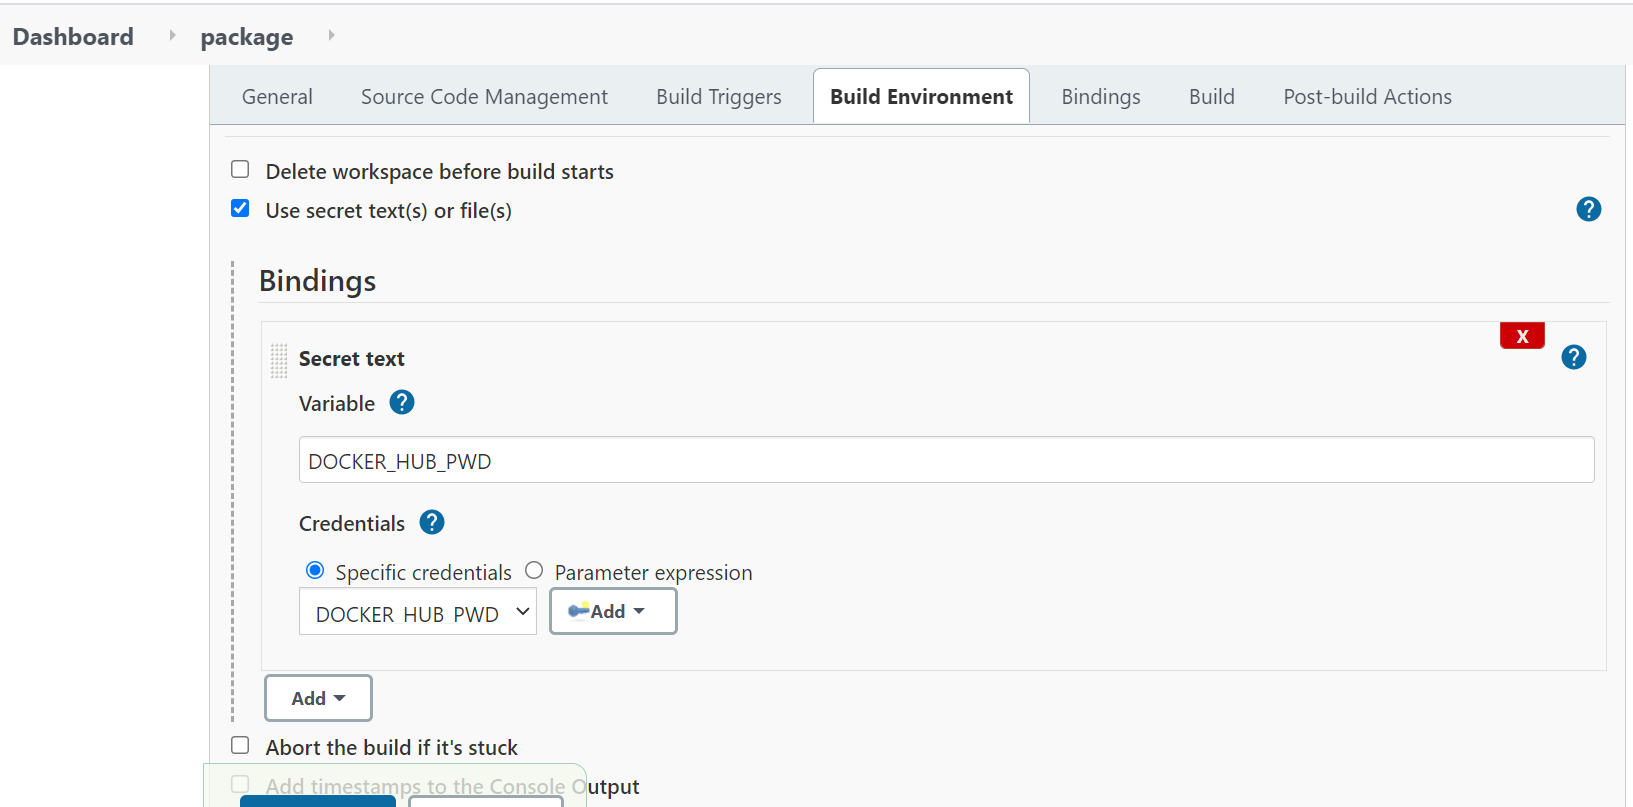 Dashboard package
General Source Code Management Build Triggers Build Environment Bindings Build Post-build Actions
Delete workspace before build starts
Use secret text(s) or file(s)
?
Bindings
X
Secret text
?
Variable ?
DOCKER_HUB_PWD
Credentials ?
Specific credentials Parameter expression
DOCKER_HUB_PWD Add
Add
Abort the build if it's stuck
Add timestamps to the Console Output